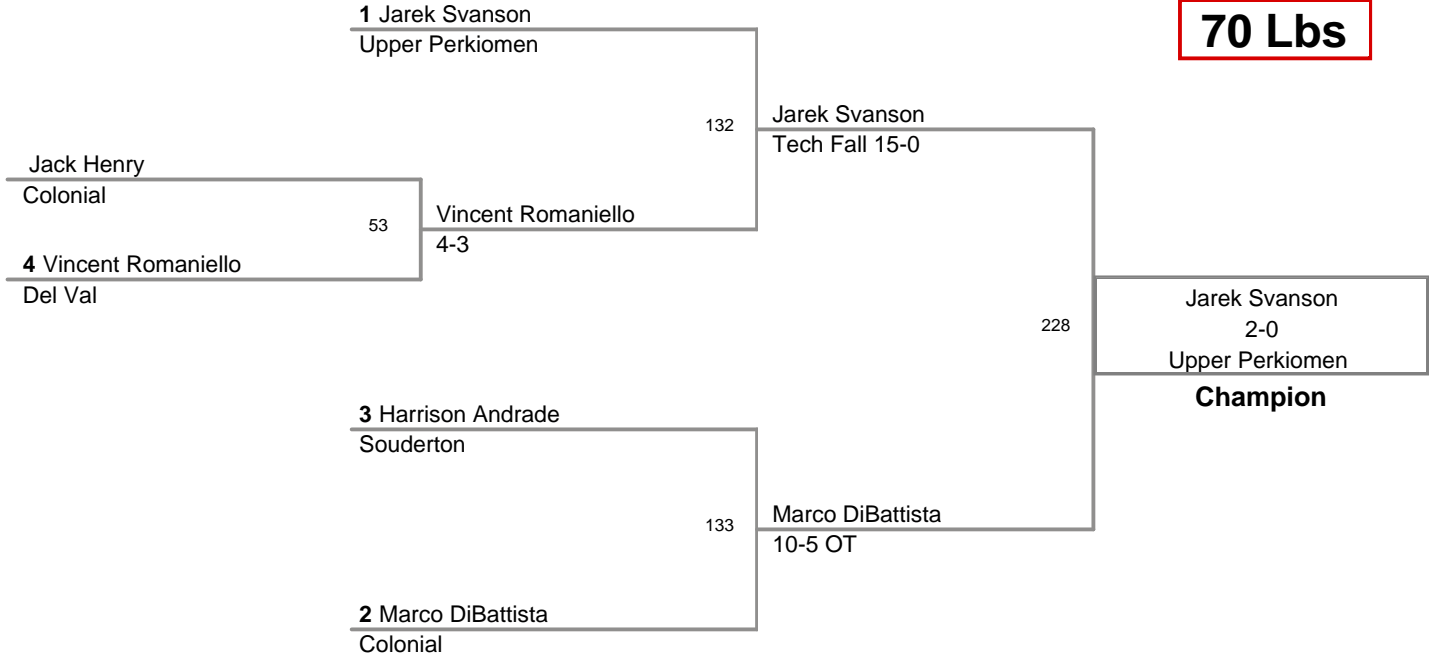 1 Jarek Svanson
Upper Perkiomen
70 Lbs
132
Jarek Svanson
Tech Fall 15-0
Jack Henry
Colonial
53
Vincent Romaniello
4-3
4 Vincent Romaniello
Del Val
228
Jarek Svanson
2-0
Upper Perkiomen
Champion
3 Harrison Andrade
Souderton
133
Marco DiBattista
10-5 OT
2 Marco DiBattista
Colonial